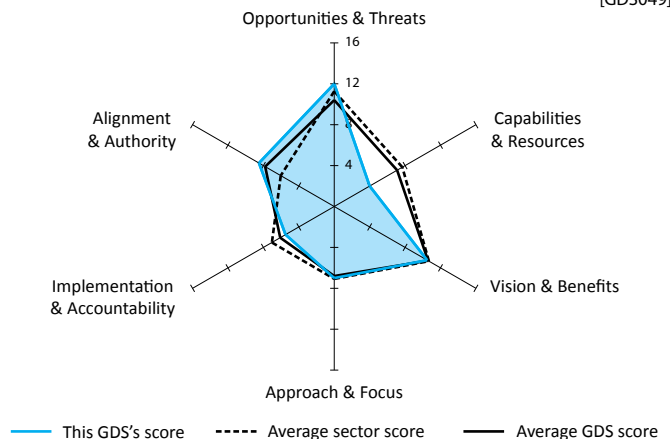 [GDS049]
Opportunities & Threats
16
12
8
4
Alignment
& Authority
Capabilities
& Resources
Implementation
& Accountability
Vision & Benefits
Approach & Focus
This GDS's score
Average sector score
Average GDS score